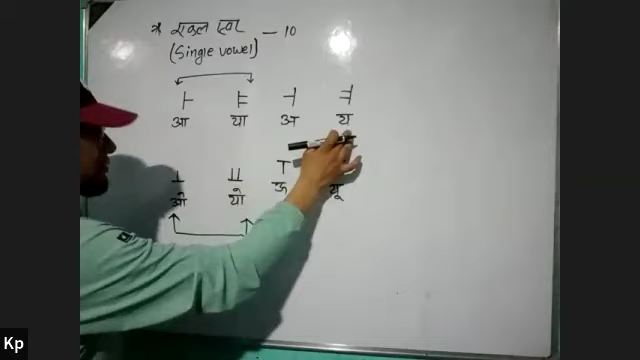 * एकल स्वर
(Single vowel) — 10
ㅏ ㅑ ㅓ ㅕ
आ या अ य
ㅗ ㅛ ㅜ
ओ यो ऊ यू
Kp